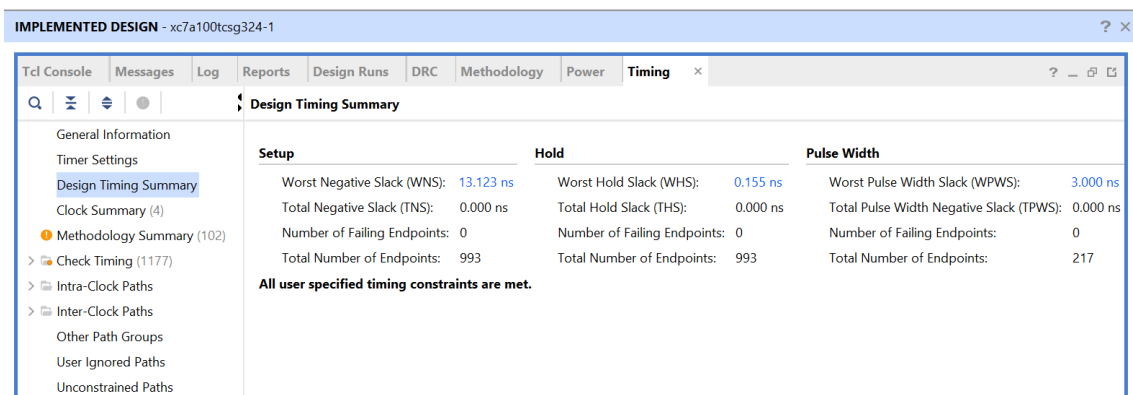 IMPLEMENTED DESIGN - xc7a100tcsg324-1 ? ×
Tcl Console Messages Log Reports Design Runs DRC Methodology Power Timing × ? _
Design Timing Summary
General Information
Timer Settings
Design Timing Summary
Clock Summary (4)
Methodology Summary (102)
Check Timing (1177)
Intra-Clock Paths
Inter-Clock Paths
Other Path Groups
User Ignored Paths
Unconstrained Paths
Setup
Worst Negative Slack (WNS): 13.123 ns
Total Negative Slack (TNS): 0.000 ns
Number of Failing Endpoints: 0
Total Number of Endpoints: 993
Hold
Worst Hold Slack (WHS): 0.155 ns
Total Hold Slack (THS): 0.000 ns
Number of Failing Endpoints: 0
Total Number of Endpoints: 993
Pulse Width
Worst Pulse Width Slack (WPWS): 3.000 ns
Total Pulse Width Negative Slack (TPWS): 0.000 ns
Number of Failing Endpoints: 0
Total Number of Endpoints: 217
All user specified timing constraints are met.